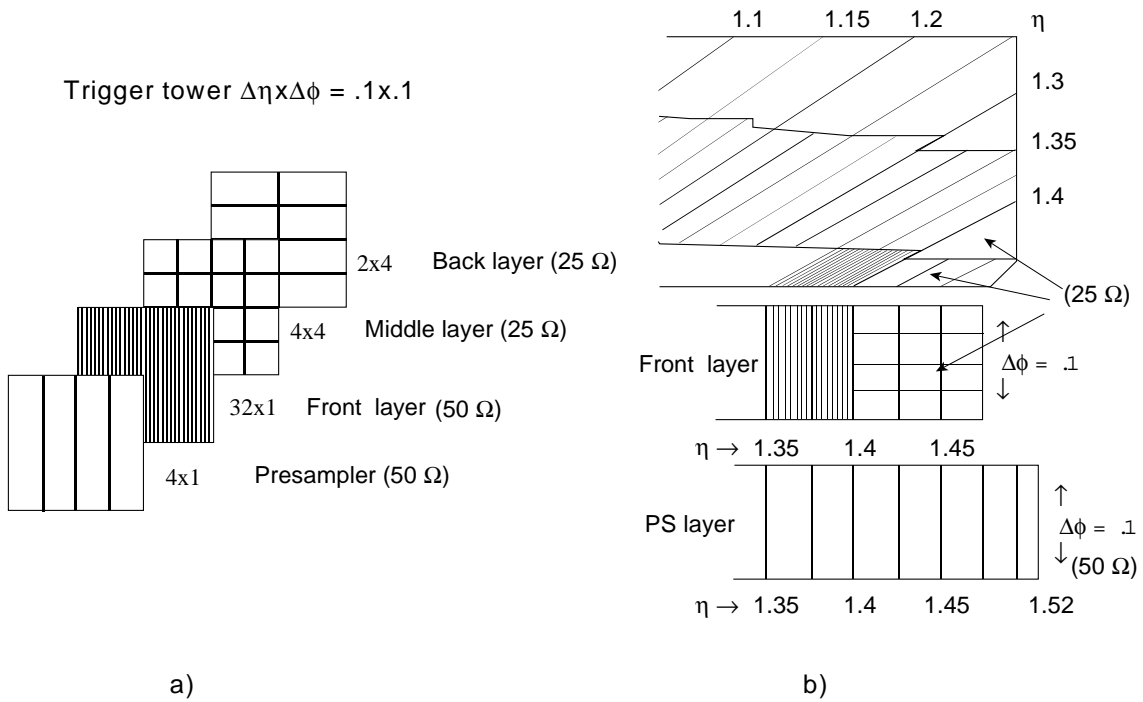 Trigger tower Δηx Δϕ = .1x.1
2x4 Back layer (25 Ω)
4x4 Middle layer (25 Ω)
32x1 Front layer (50 Ω)
4x1 Presampler (50 Ω)
a)
1.1 1.15 1.2 η
1.3
1.35
1.4
(25 Ω)
Front layer
↑
Δϕ = .1
↓
η → 1.35 1.4 1.45
PS layer
↑
Δϕ = .1
↓ (50 Ω)
η → 1.35 1.4 1.45 1.52
b)